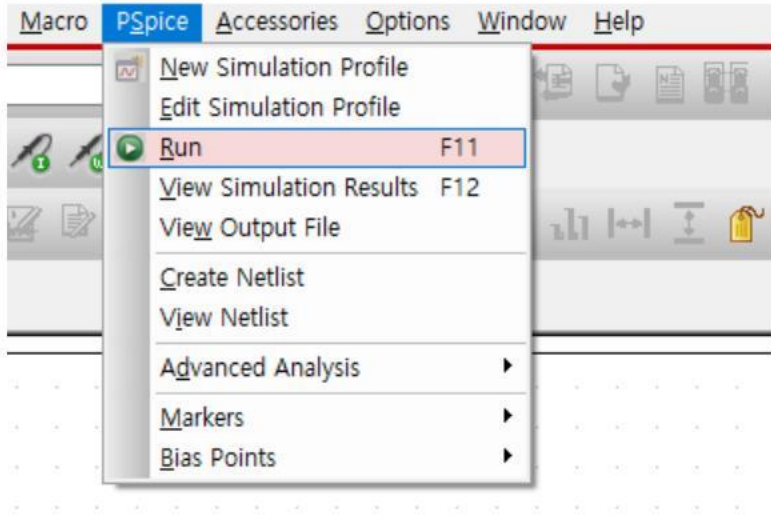 Macro PSpice Accessories Options Window Help
New Simulation Profile
Edit Simulation Profile
Run F11
View Simulation Results F12
View Output File
Create Netlist
View Netlist
Advanced Analysis
Markers
Bias Points